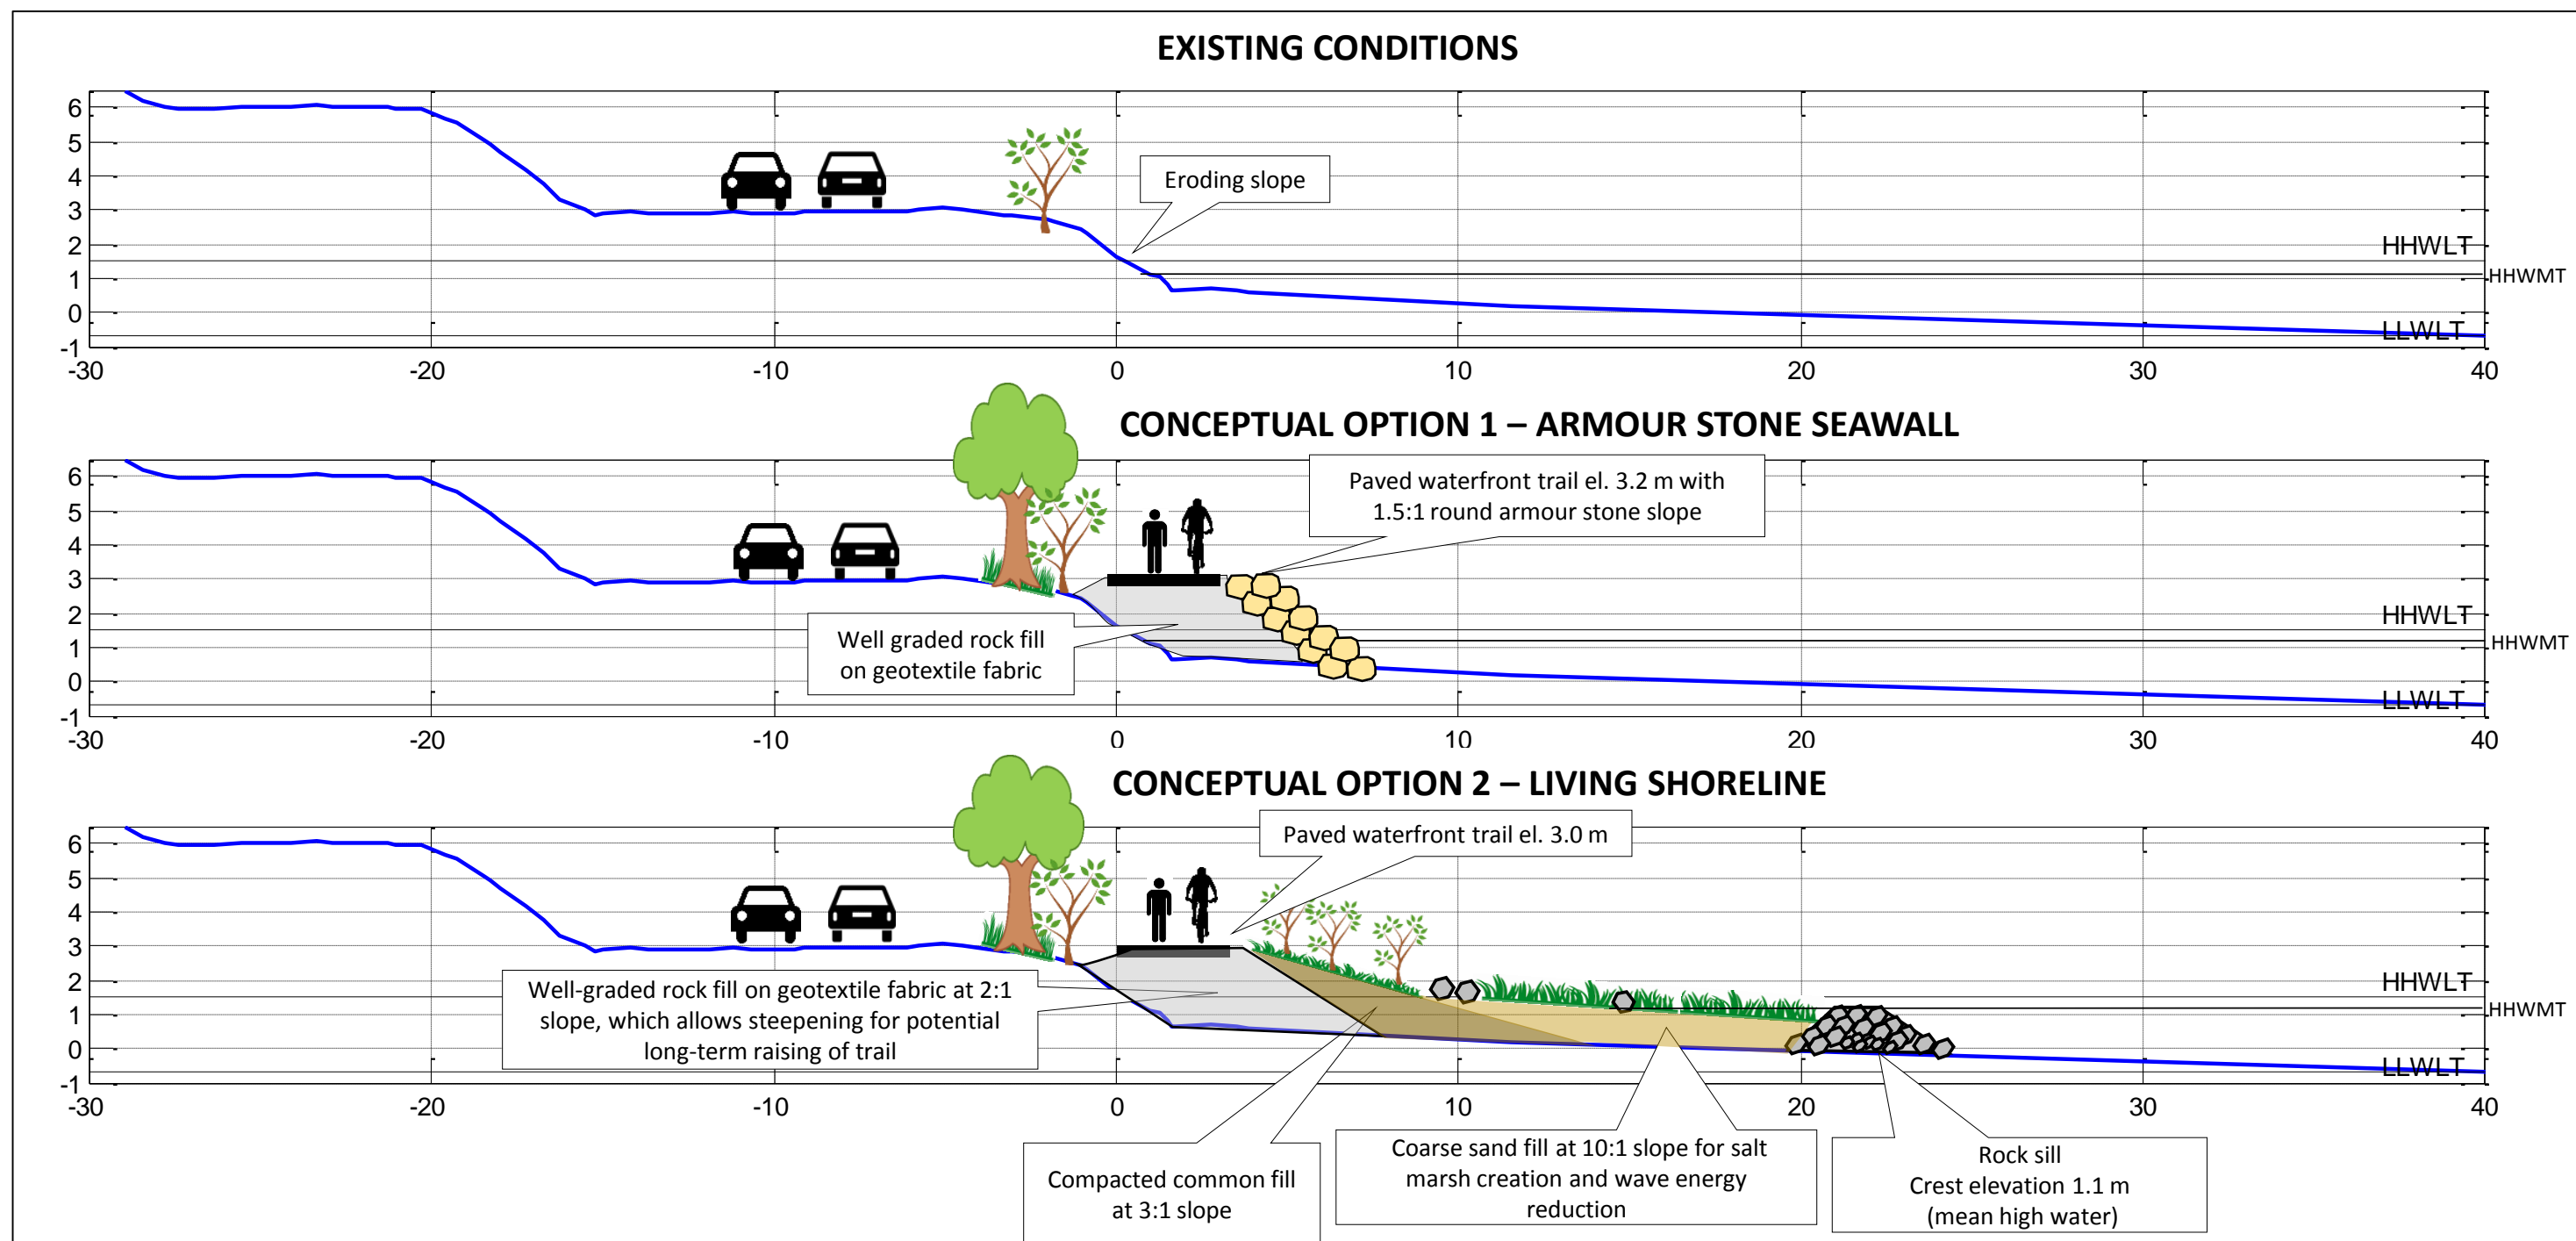 EXISTING CONDITIONS
6
5
4
3
2
1
0
-1
Eroding slope
HHWLT
HHWMT
LLWLT
-30
-20
-10
0
10
20
30
40
CONCEPTUAL OPTION 1 – ARMOUR STONE SEAWALL
6
5
4
3
2
1
0
-1
Paved waterfront trail el. 3.2 m with
1.5:1 round armour stone slope
Well graded rock fill
on geotextile fabric
HHWLT
HHWMT
LLWLT
-30
-20
-10
0
10
20
30
40
CONCEPTUAL OPTION 2 – LIVING SHORELINE
6
5
4
3
2
1
0
-1
Paved waterfront trail el. 3.0 m
Well-graded rock fill on geotextile fabric at 2:1
slope, which allows steepening for potential
long-term raising of trail
HHWLT
HHWMT
LLWLT
-30
-20
-10
0
10
20
30
40
Compacted common fill
at 3:1 slope
Coarse sand fill at 10:1 slope for salt
marsh creation and wave energy
reduction
Rock sill
Crest elevation 1.1 m
(mean high water)